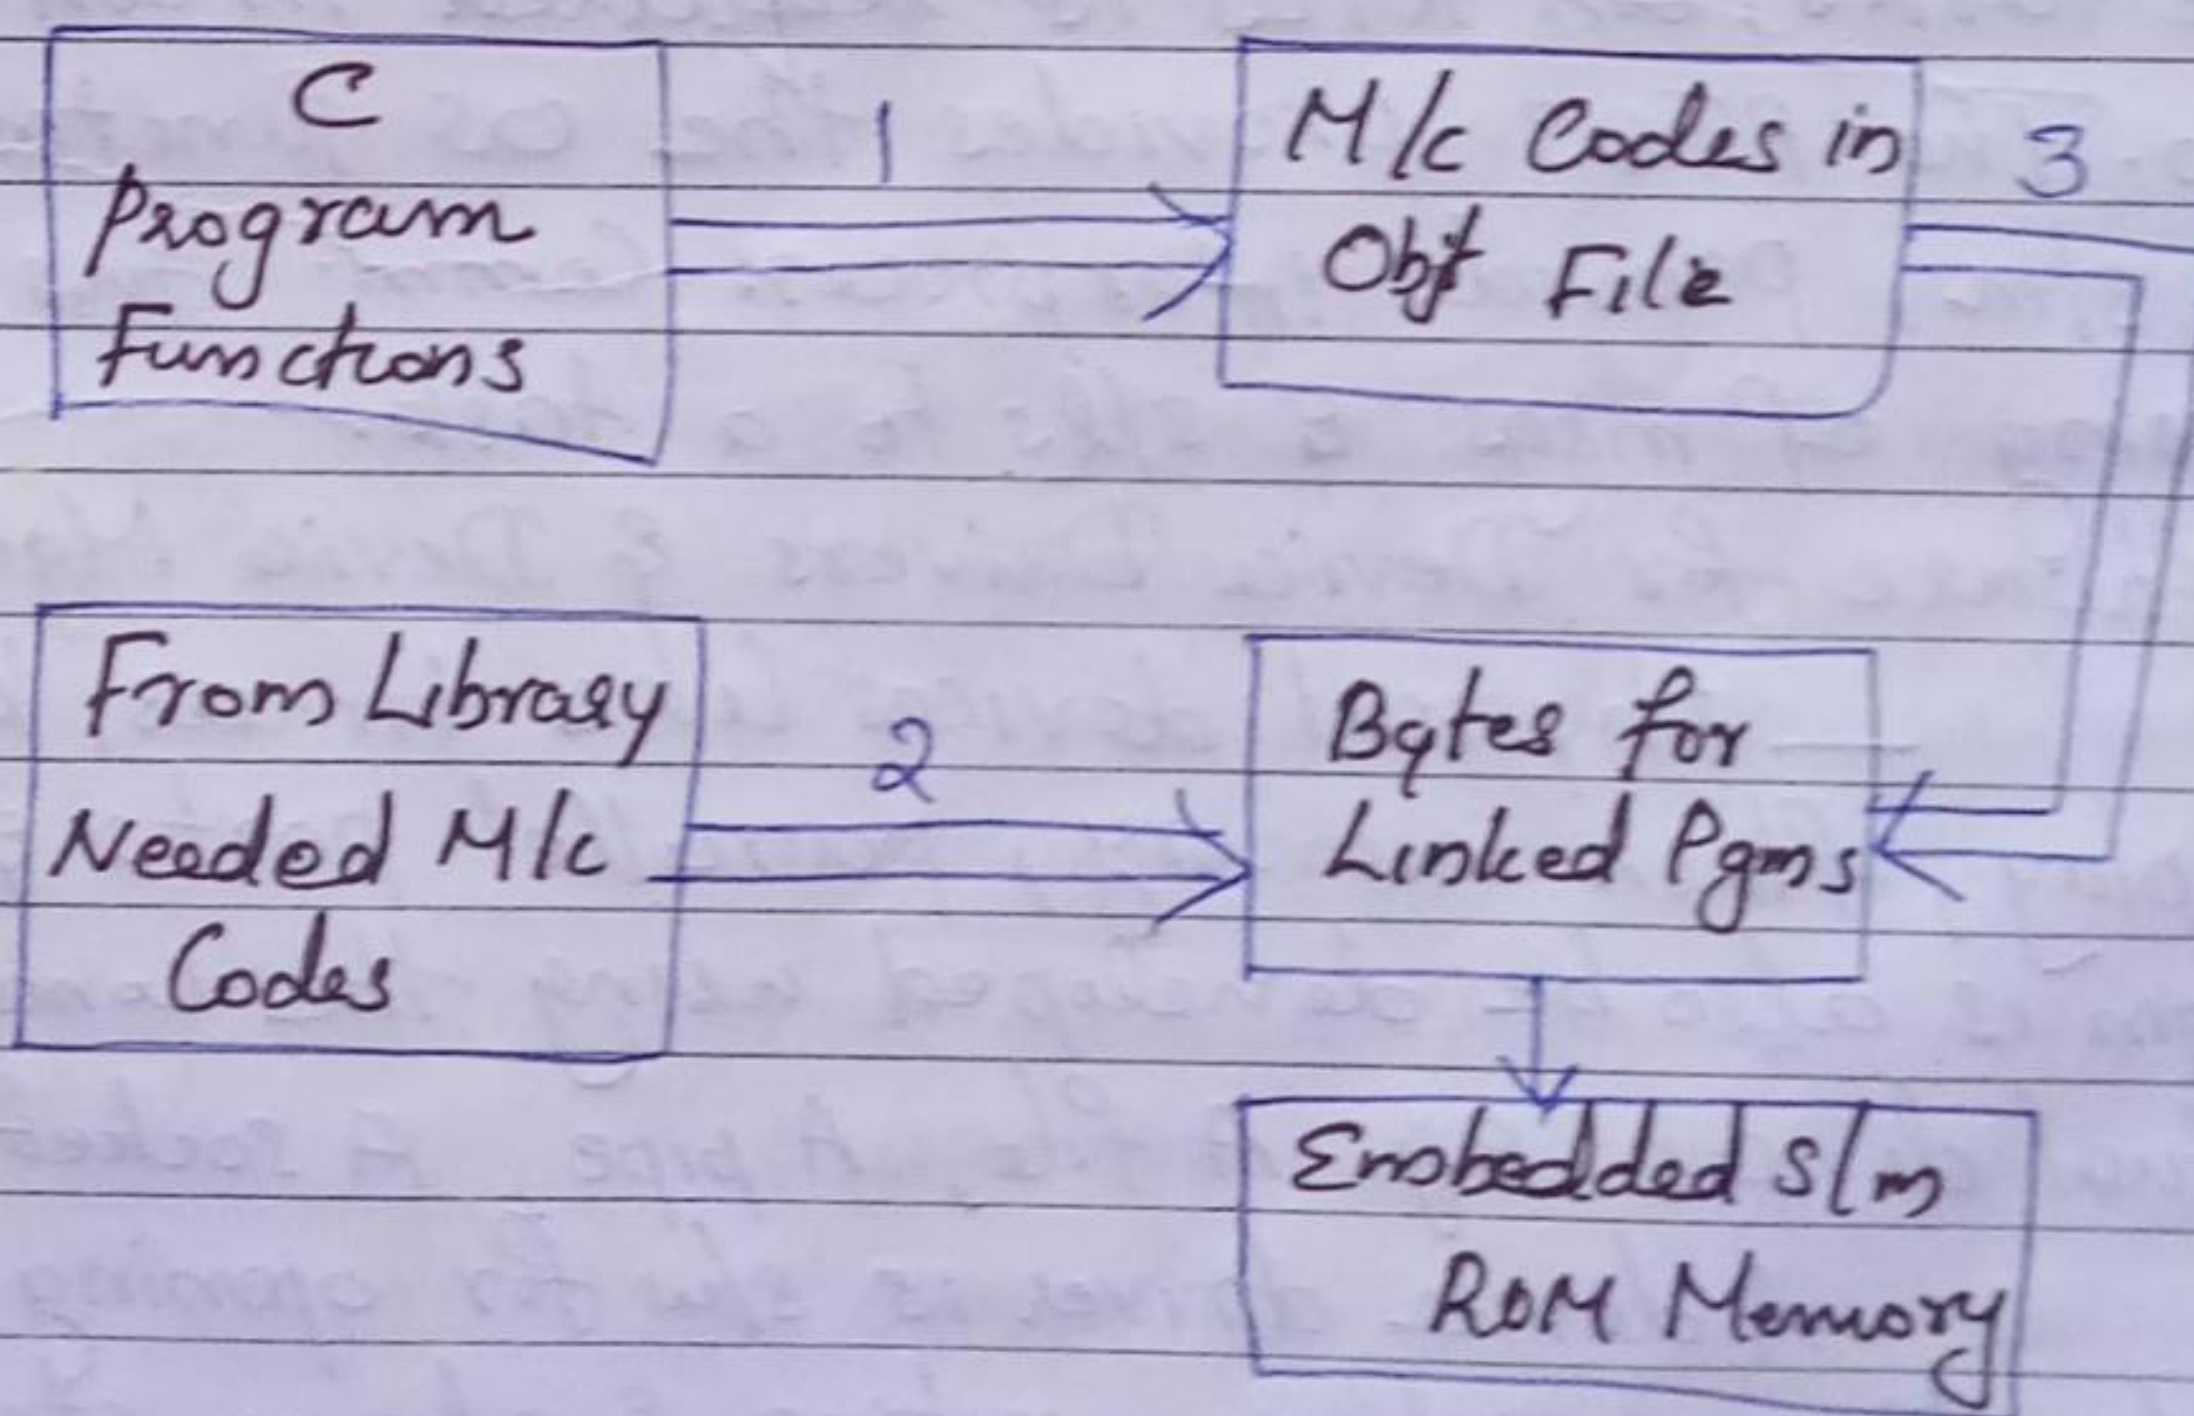 C
Program
Functions
1
M/c Codes in
Obj File
3
From Library
Needed M/c
Codes
2
Bytes for
Linked Pgms
Embedded s/m
ROM Memory